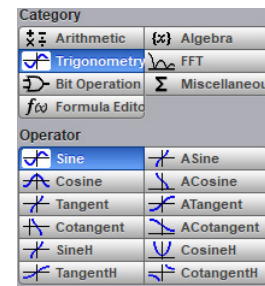 Category
Arithmetic {x} Algebra
Trigonometry FFT
Bit Operation Σ Miscellaneou
f∞ Formula Edito
Operator
Sine ASine
Cosine ACosine
Tangent ATangent
Cotangent ACotangent
SineH CosineH
TangentH CotangentH